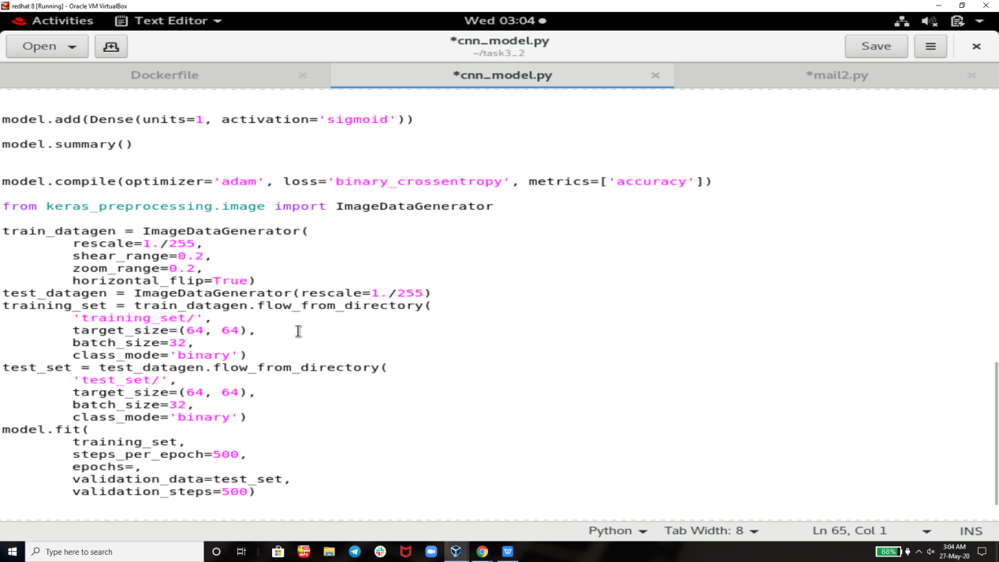 redhat 8 [Running] - Oracle VM VirtualBox
Activities Text Editor Wed 03:04
Open *cnn_model.py Save
~/task3_2
Dockerfile *cnn_model.py *mail2.py
model.add(Dense(units=1, activation='sigmoid'))
model.summary()
model.compile(optimizer='adam', loss='binary_crossentropy', metrics=['accuracy'])
from keras_preprocessing.image import ImageDataGenerator
train_datagen = ImageDataGenerator(
rescale=1./255,
shear_range=0.2,
zoom_range=0.2,
horizontal_flip=True)
test_datagen = ImageDataGenerator(rescale=1./255)
training_set = train_datagen.flow_from_directory(
'training_set/',
target_size=(64, 64),
batch_size=32,
class_mode='binary')
test_set = test_datagen.flow_from_directory(
'test_set/',
target_size=(64, 64),
batch_size=32,
class_mode='binary')
model.fit(
training_set,
steps_per_epoch=500,
epochs=,
validation_data=test_set,
validation_steps=500)
Python Tab Width: 8 Ln 65, Col 1 INS
Type here to search 88% 3:04 AM
27-May-20